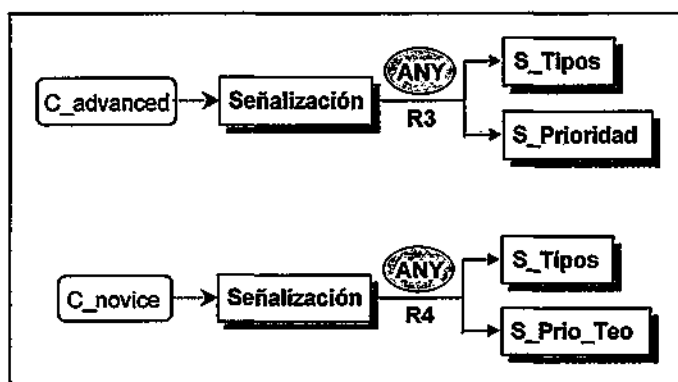 ANY
S_Tipos
C_advanced
Señalización
R3
S_Prioridad
ANY
S_Tipos
C_novice
Señalización
R4
S_Prio_Teo